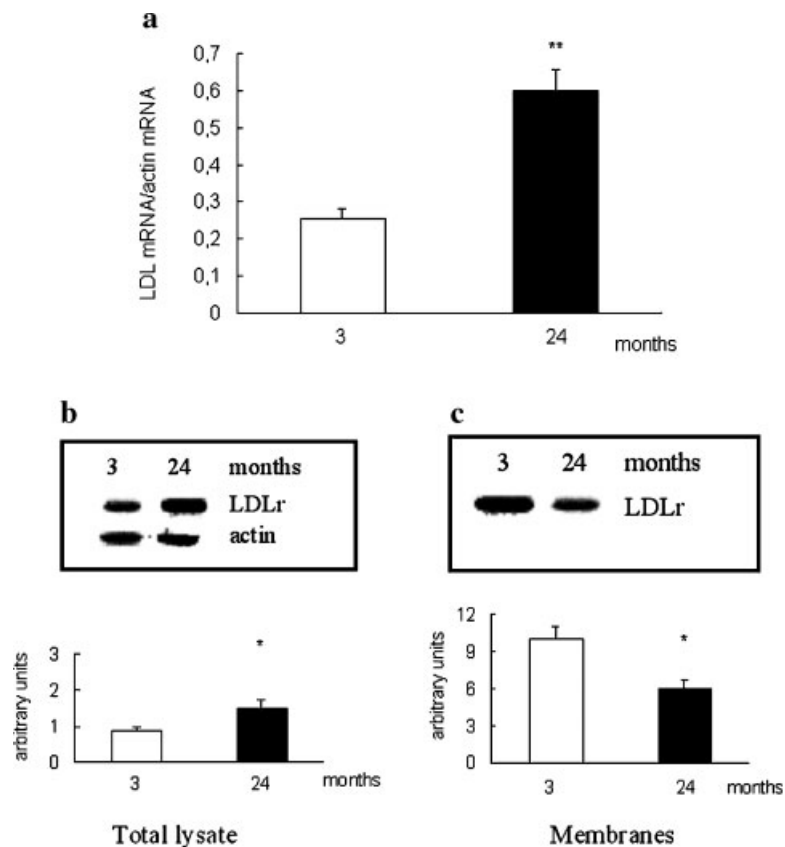 a
LDL mRNA/actin mRNA
0,7
0,6
0,5
0,4
0,3
0,2
0,1
0
**
3 24 months
b
3 24 months
LDLr
actin
arbitrary units
3
2
1
0
*
3 24 months
Total lysate
c
3 24 months
LDLr
arbitrary units
12
9
6
3
0
*
3 24 months
Membranes